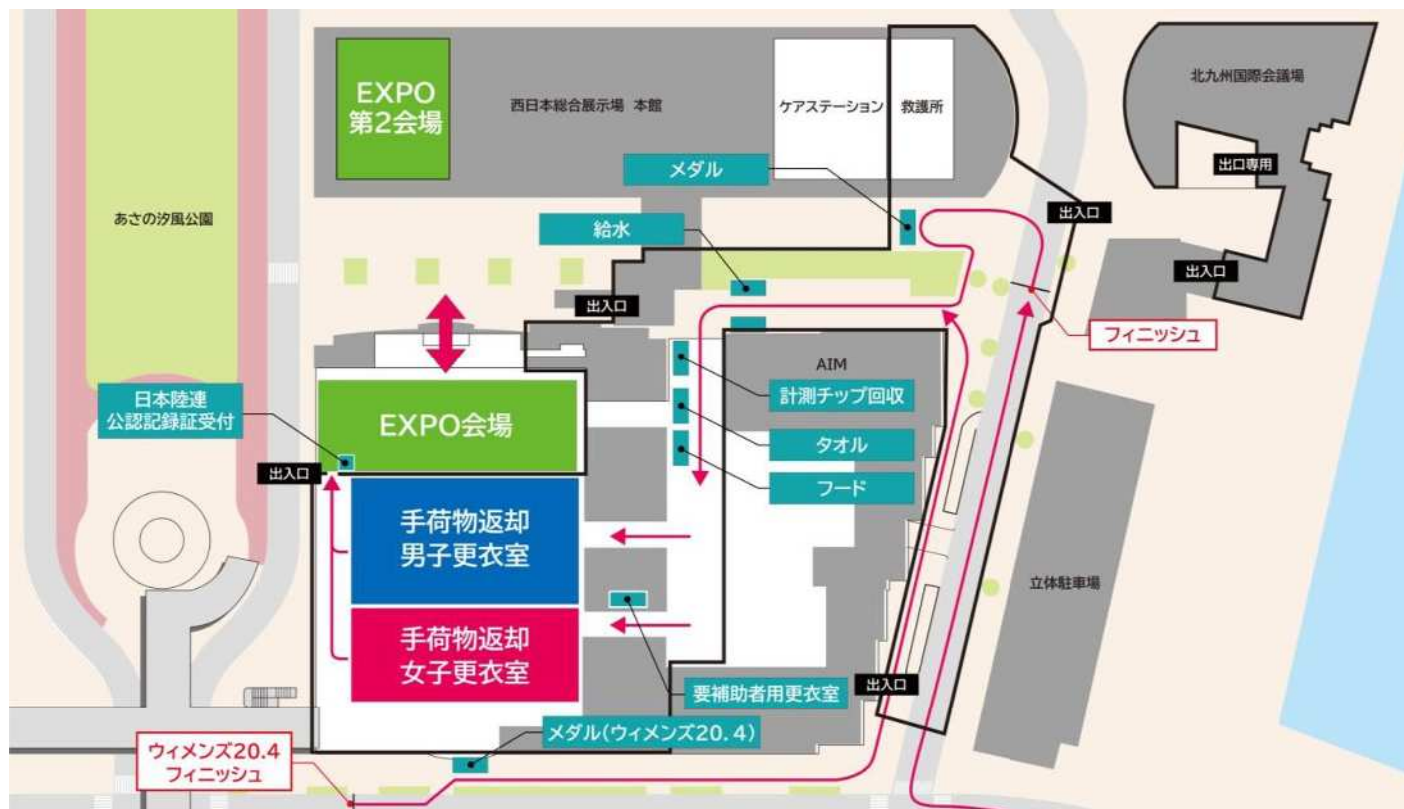 EXPO
第2会場
西日本総合展示場 本館
ケアステーション
救護所
北九州国際会議場
出口専用
メダル
あさの汐風公園
給水
出入口
出入口
出入口
フィニッシュ
AIM
計測チップ回収
日本陸連
公認記録証受付
EXPO会場
タオル
出入口
フード
手荷物返却
男子更衣室
立体駐車場
手荷物返却
女子更衣室
要補助者用更衣室
出入口
メダル(ウィメンズ20.4)
ウィメンズ20.4
フィニッシュ